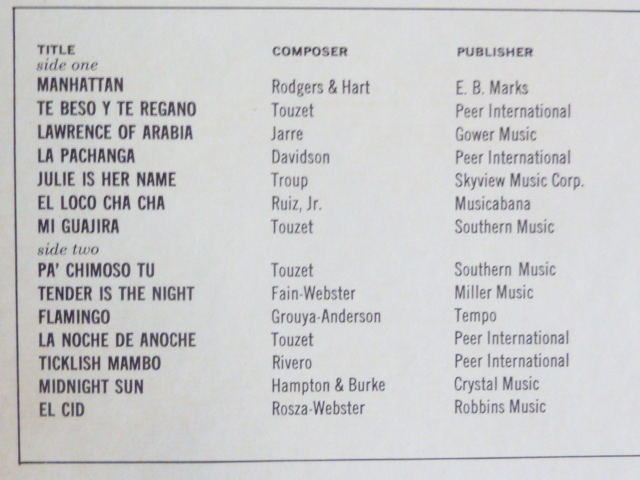 TITLE COMPOSER PUBLISHER
side one
MANHATTAN Rodgers & Hart E. B. Marks
TE BESO Y TE REGANO Touzet Peer International
LAWRENCE OF ARABIA Jarre Gower Music
LA PACHANGA Davidson Peer International
JULIE IS HER NAME Troup Skyview Music Corp.
EL LOCO CHA CHA Ruiz, Jr. Musicabana
MI GUAJIRA Touzet Southern Music
side two
PA' CHIMOSO TU Touzet Southern Music
TENDER IS THE NIGHT Fain-Webster Miller Music
FLAMINGO Grouya-Anderson Tempo
LA NOCHE DE ANOCHE Touzet Peer International
TICKLISH MAMBO Rivero Peer International
MIDNIGHT SUN Hampton & Burke Crystal Music
EL CID Rosza-Webster Robbins Music